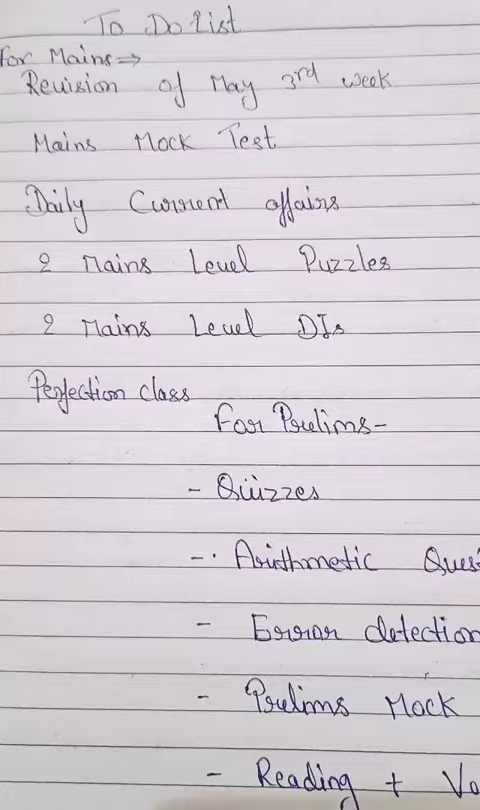 To Do List
For Mains⇒
Revision of May 3rd week
Mains Mock Test
Daily Current affairs
2 Mains Level Puzzles
2 Mains Level DIs
Perfection class
For Prelims-
- Quizzes
- Arithmetic
- Error detection
- Prelims Mock
- Reading +